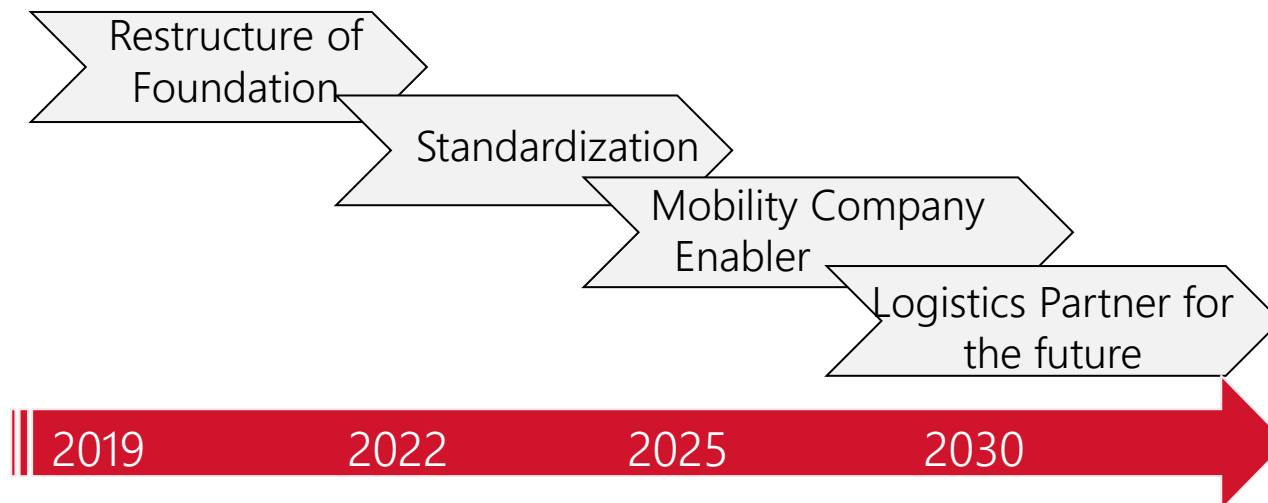 Restructure of
Foundation
Standardization
Mobility Company
Enabler
Logistics Partner for
the future
2019 2022 2025 2030